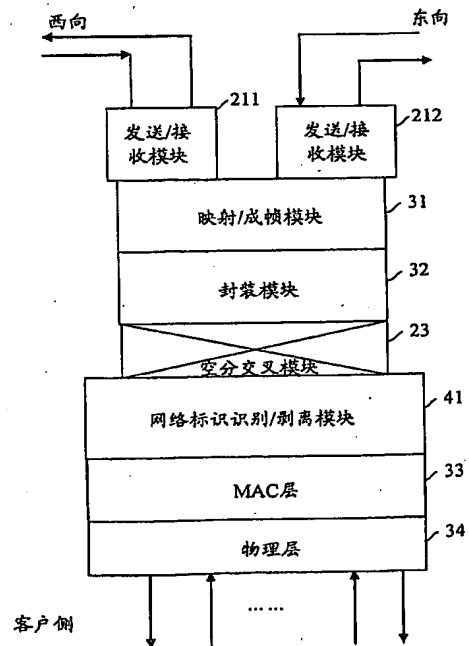 西向
东向
211
212
发送/接
收模块
发送/接
收模块
31
映射/成帧模块
32
封装模块
23
空分交叉模块
41
网络标识识别/剥离模块
33
MAC层
34
物理层
……
客户侧